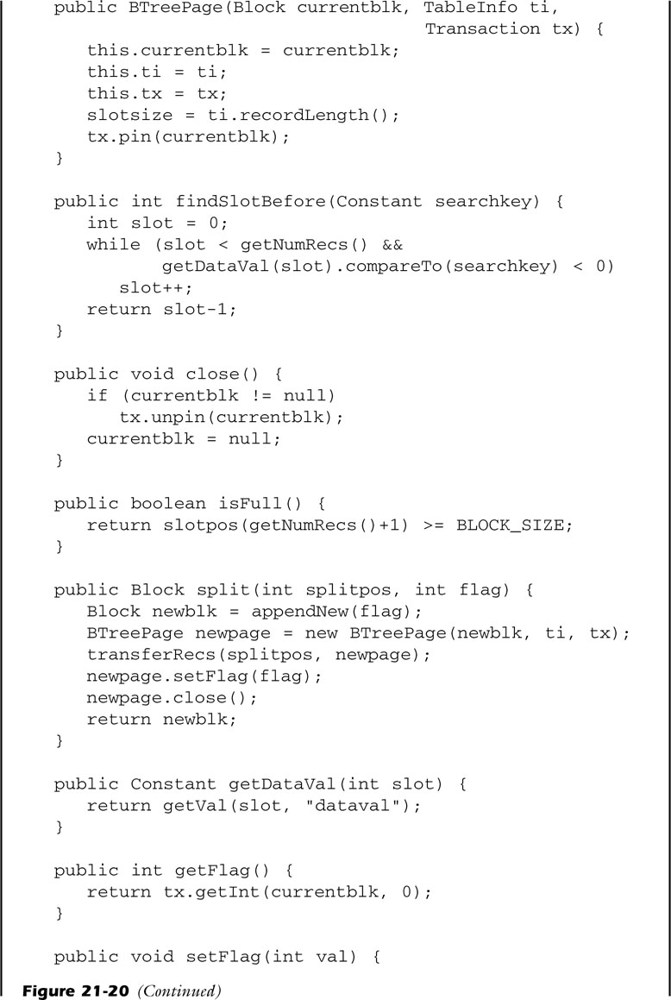 public BTreePage(Block currentblk, TableInfo ti,
                                  Transaction tx) {
   this.currentblk = currentblk;
   this.ti = ti;
   this.tx = tx;
   slotsize = ti.recordLength();
   tx.pin(currentblk);
}

public int findSlotBefore(Constant searchkey) {
   int slot = 0;
   while (slot < getNumRecs() &&
          getDataVal(slot).compareTo(searchkey) < 0)
      slot++;
   return slot-1;
}

public void close() {
   if (currentblk != null)
      tx.unpin(currentblk);
   currentblk = null;
}

public boolean isFull() {
   return slotpos(getNumRecs()+1) >= BLOCK_SIZE;
}

public Block split(int splitpos, int flag) {
   Block newblk = appendNew(flag);
   BTreePage newpage = new BTreePage(newblk, ti, tx);
   transferRecs(splitpos, newpage);
   newpage.setFlag(flag);
   newpage.close();
   return newblk;
}

public Constant getDataVal(int slot) {
   return getVal(slot, "dataval");
}

public int getFlag() {
   return tx.getInt(currentblk, 0);
}

public void setFlag(int val) {
Figure 21-20 (Continued)